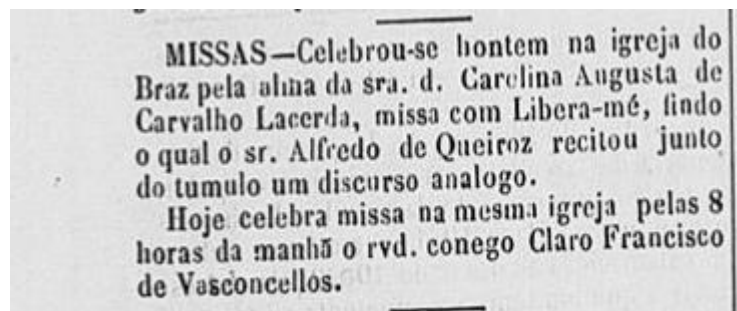 MISSAS—Celebrou-se hontem na igreja do
Braz pela alma da sra. d. Carolina Augusta de
Carvalho Lacerda, missa com Libera-mé, findo
o qual o sr. Alfredo de Queiroz recitou junto
do tumulo um discurso analogo.
Hoje celebra missa na mesma igreja pelas 8
horas da manhã o rvd. conego Claro Francisco
de Vasconcellos.